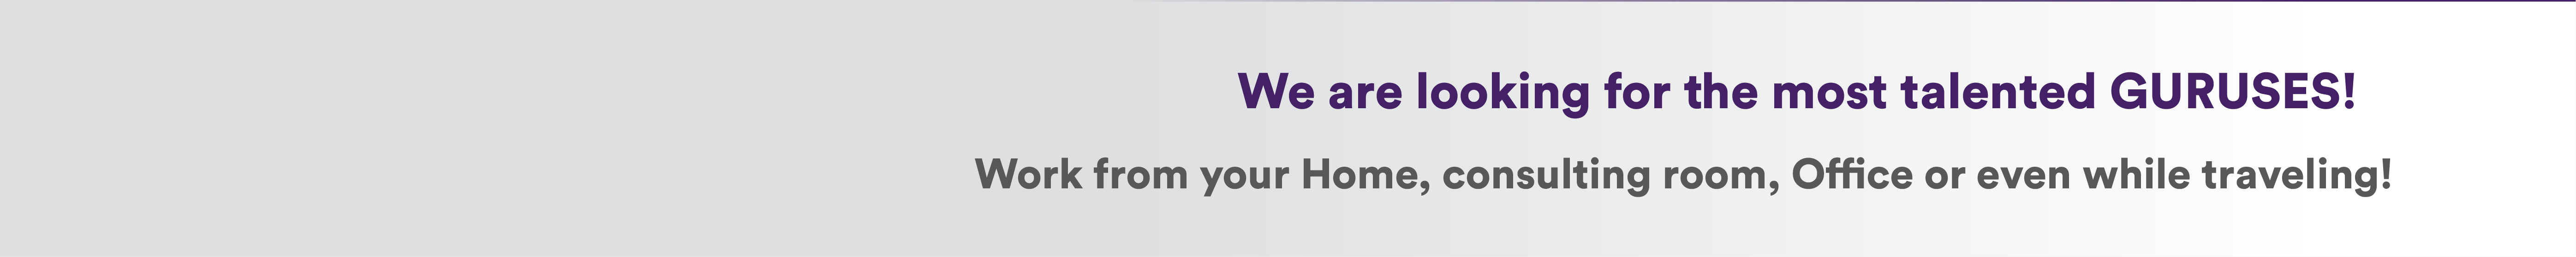 We are looking for the most talented GURUSES!
Work from your Home, consulting room, Office or even while traveling!